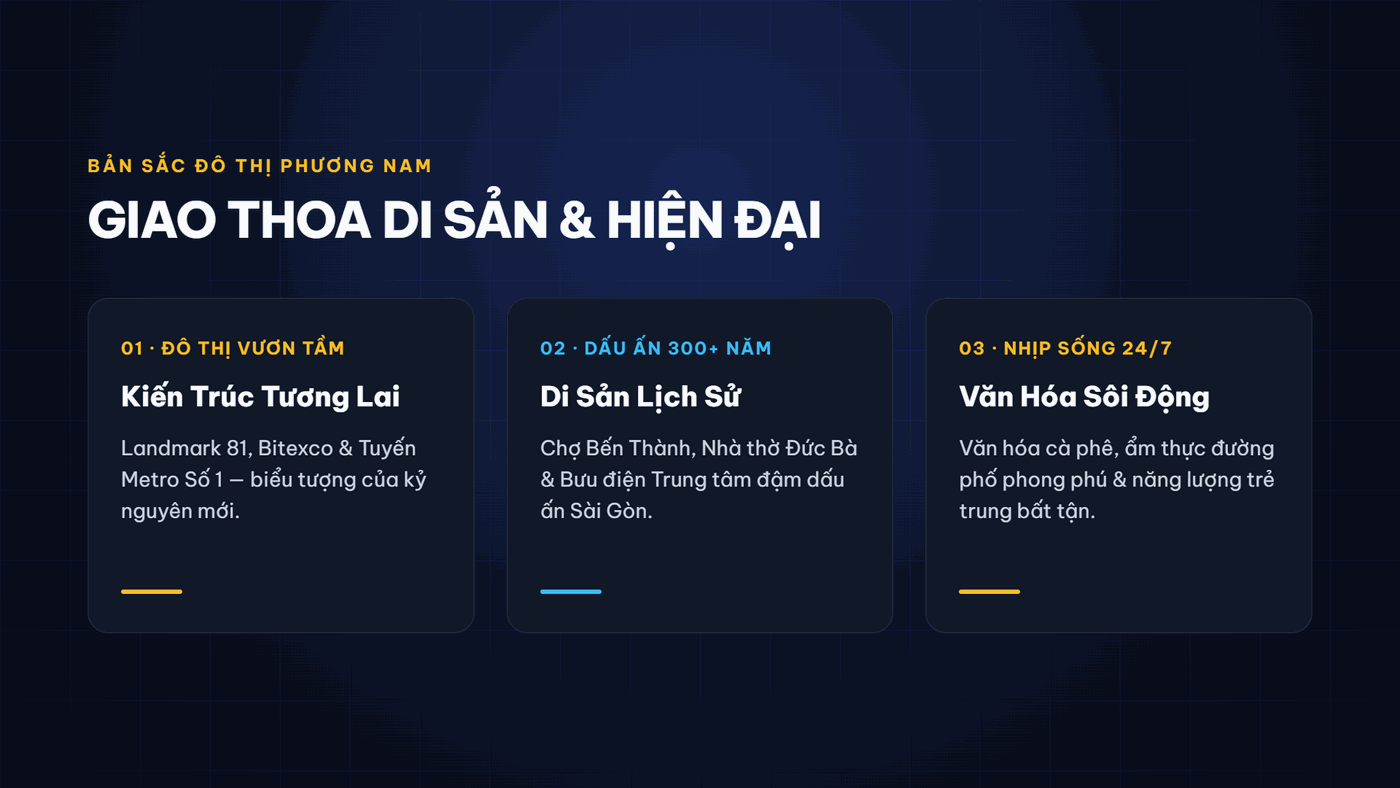 BẢN SẮC ĐÔ THỊ PHƯƠNG NAM
GIAO THOA DI SẢN & HIỆN ĐẠI
01 · ĐÔ THỊ VƯƠN TẦM
Kiến Trúc Tương Lai
Landmark 81, Bitexco & Tuyến
Metro Số 1 — biểu tượng của kỷ
nguyên mới.
02 · DẤU ẤN 300+ NĂM
Di Sản Lịch Sử
Chợ Bến Thành, Nhà thờ Đức Bà
& Bưu điện Trung tâm đậm dấu
ấn Sài Gòn.
03 · NHỊP SỐNG 24/7
Văn Hóa Sôi Động
Văn hóa cà phê, ẩm thực đường
phố phong phú & năng lượng trẻ
trung bất tận.